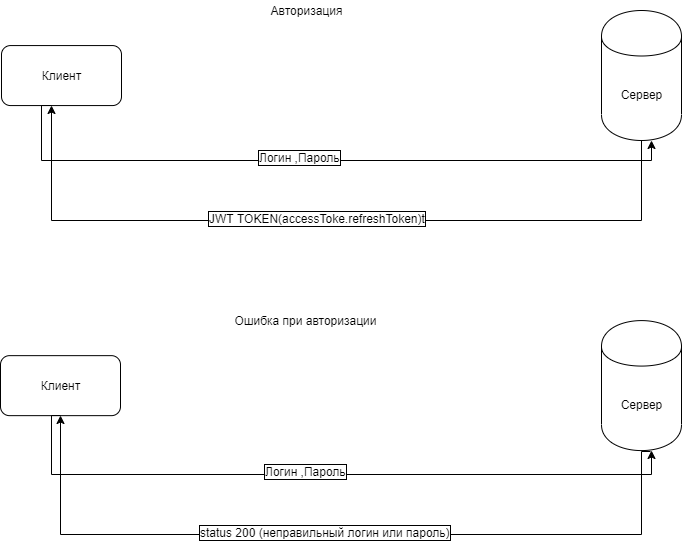 Авторизация
Клиент
Сервер
Логин ,Пароль
JWT TOKEN(accessToke.refreshToken)t
Ошибка при авторизации
Клиент
Сервер
Логин ,Пароль
status 200 (неправильный логин или пароль)